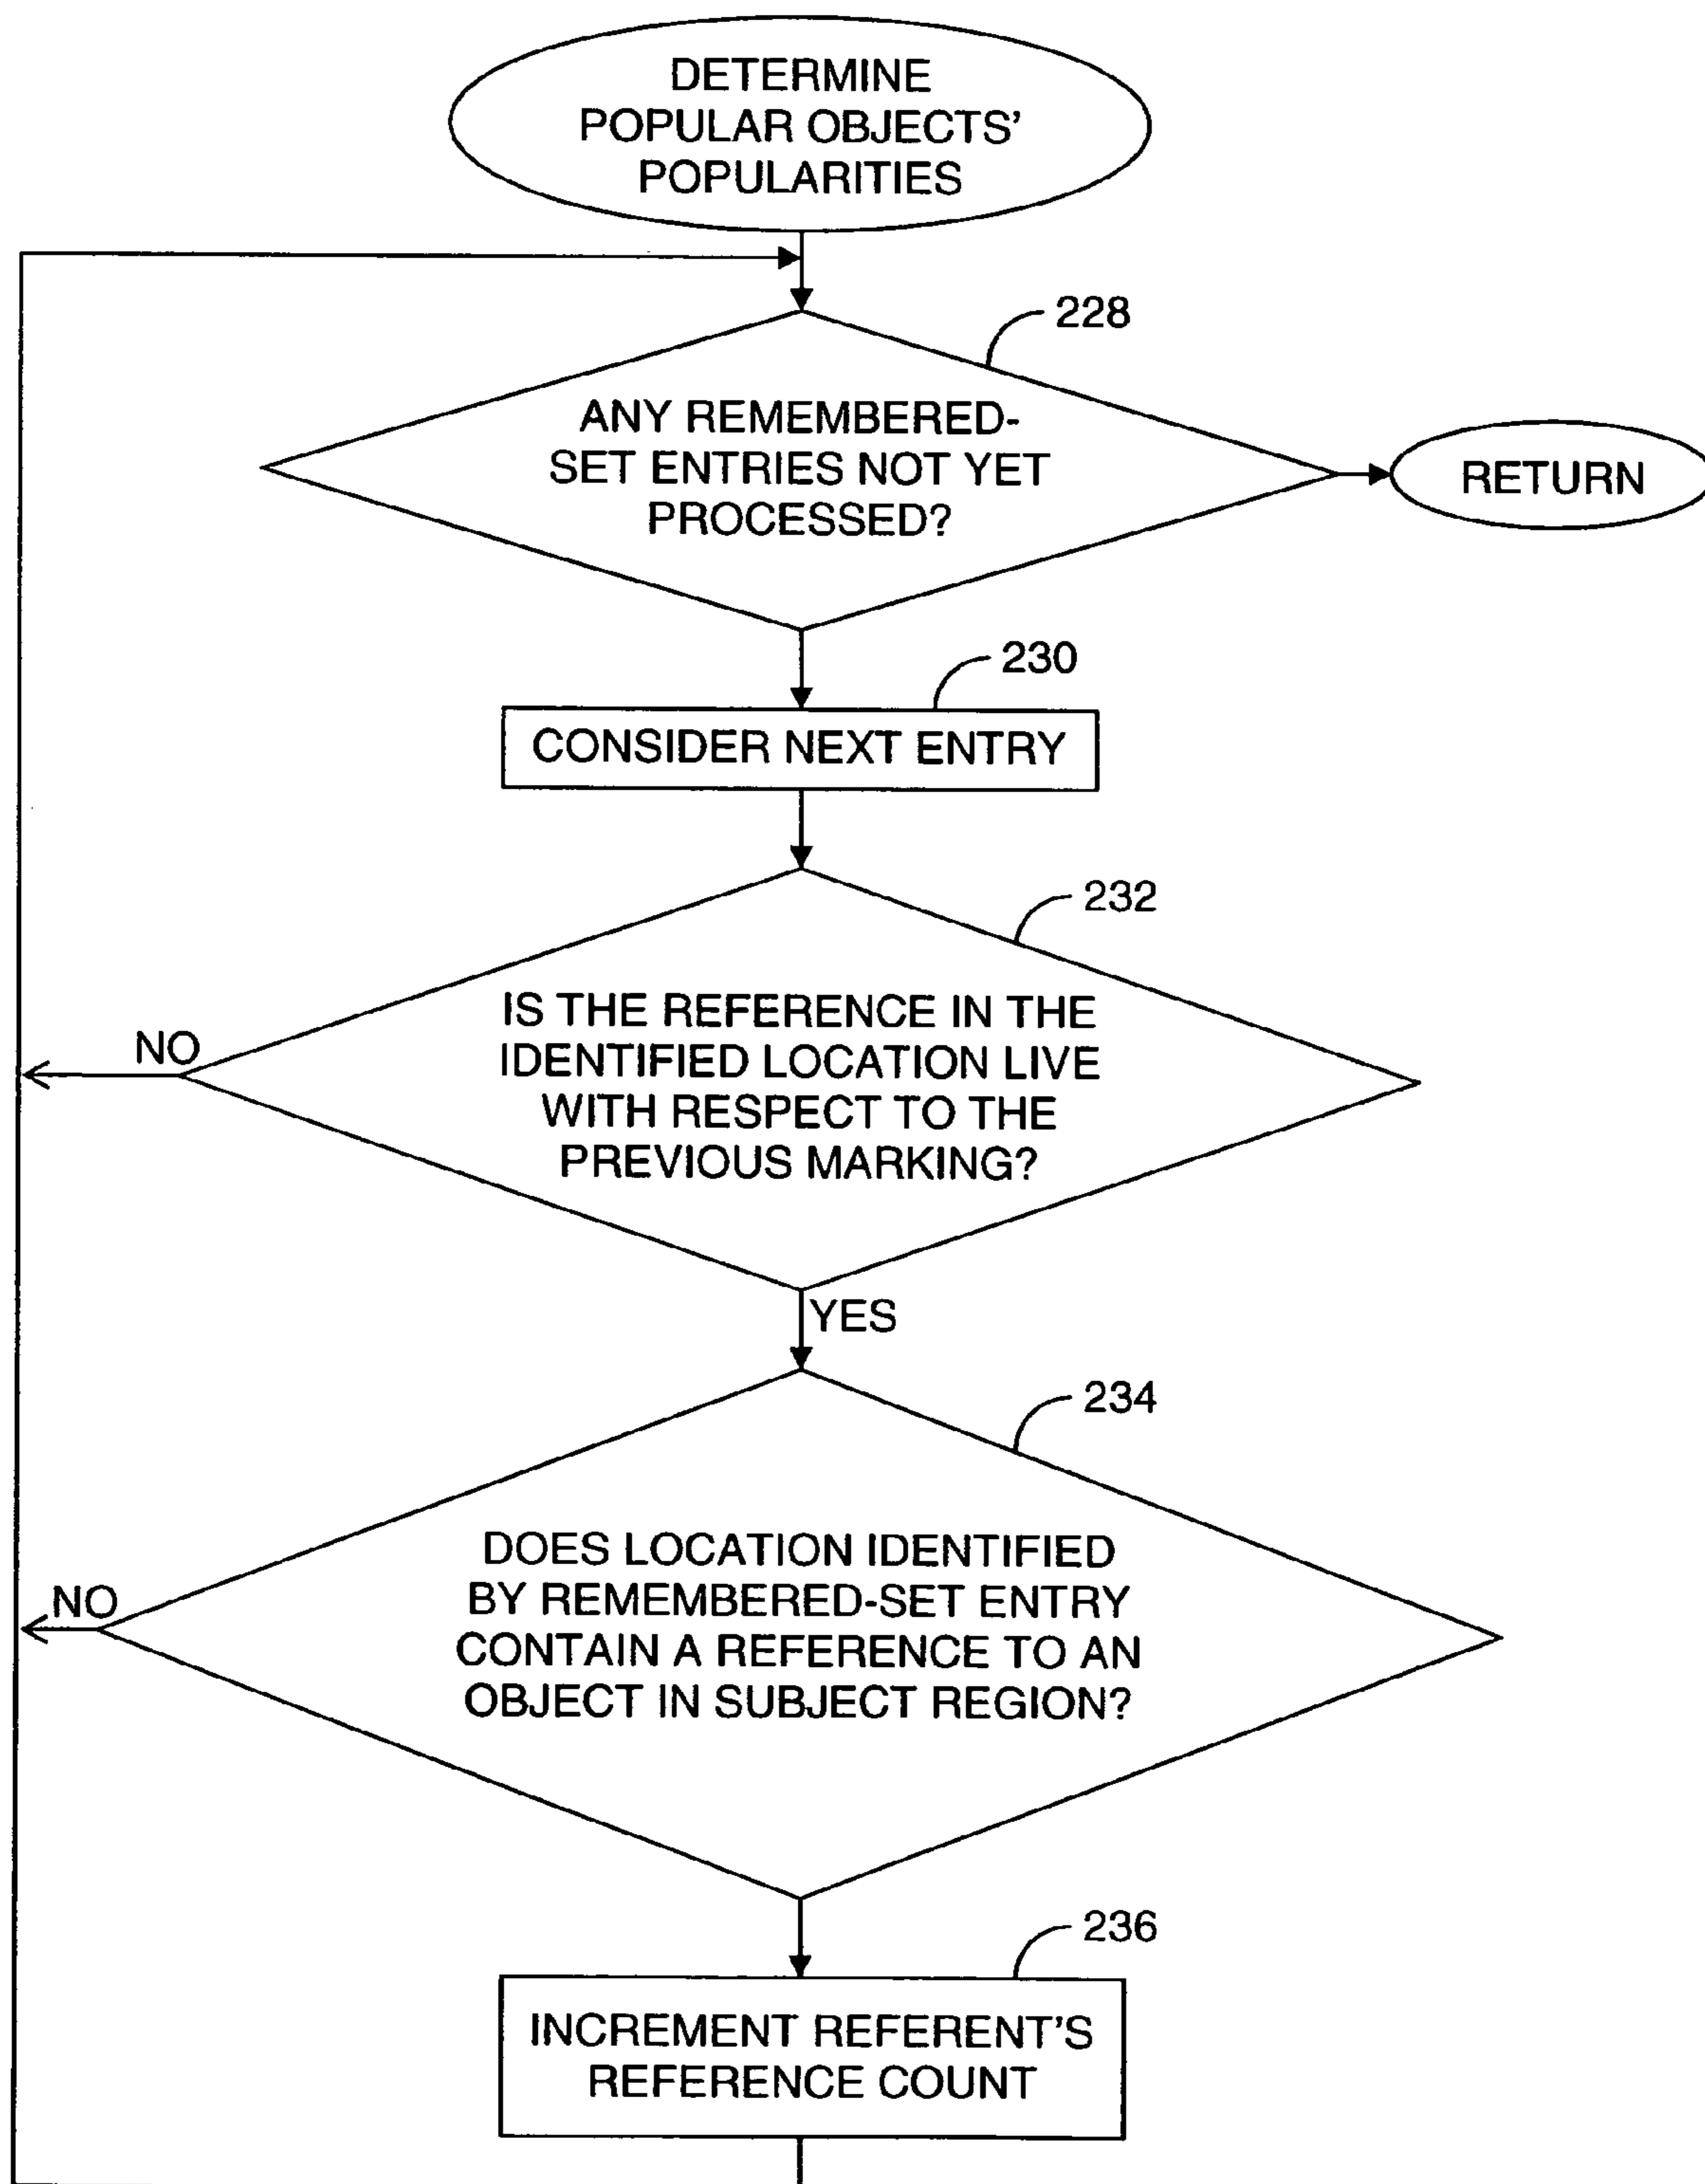 DETERMINE
POPULAR OBJECTS'
POPULARITIES
228
ANY REMEMBERED-
SET ENTRIES NOT YET
PROCESSED?
RETURN
230
CONSIDER NEXT ENTRY
232
IS THE REFERENCE IN THE
IDENTIFIED LOCATION LIVE
WITH RESPECT TO THE
PREVIOUS MARKING?
NO
YES
234
DOES LOCATION IDENTIFIED
BY REMEMBERED-SET ENTRY
CONTAIN A REFERENCE TO AN
OBJECT IN SUBJECT REGION?
NO
236
INCREMENT REFERENT'S
REFERENCE COUNT